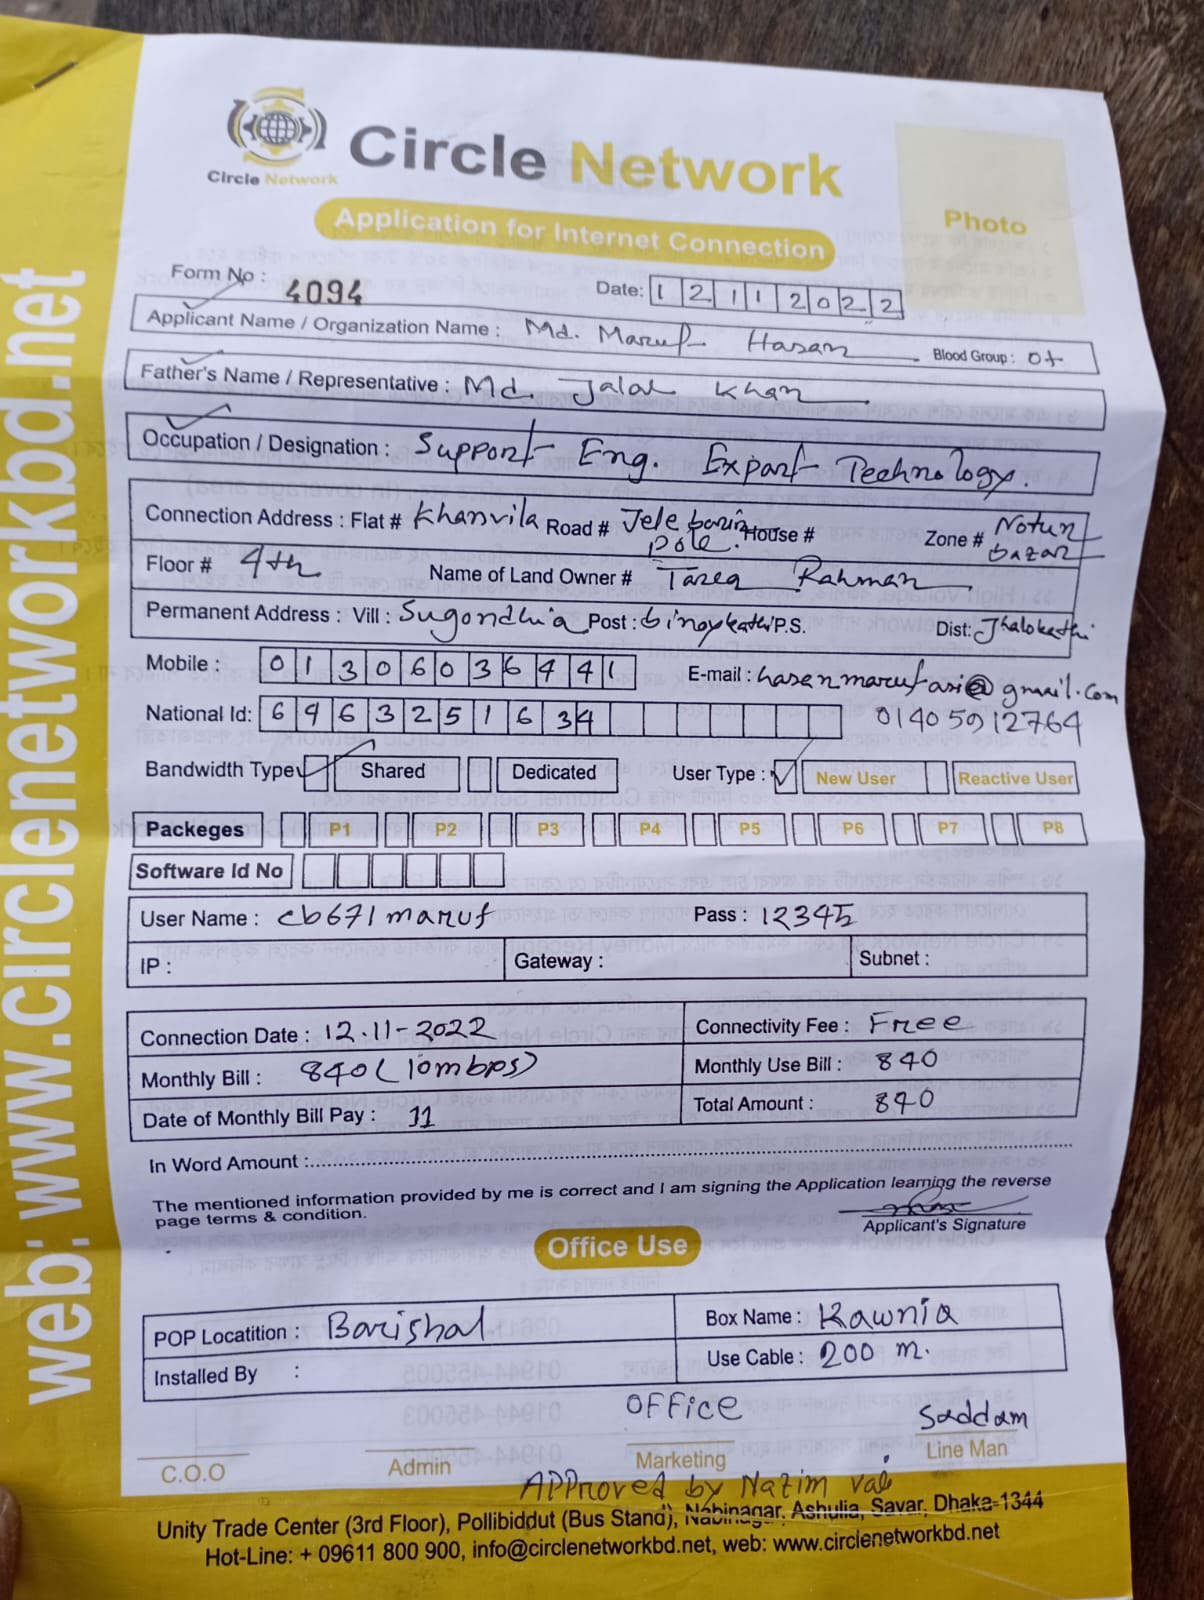 Circle Network
Circle Network
Application for Internet Connection
Photo
Form No : 4094
Date: 12112022
Applicant Name / Organization Name : Md. Maruf Hasan Blood Group : O+
Father's Name / Representative : Md. Jalal Khan
Occupation / Designation : Support Eng. Expart Technology.
Connection Address : Flat # Khanvila Road # Jele barir pole. House # Zone # Notun bazar
Floor # 4th Name of Land Owner # Tareq Rahman
Permanent Address : Vill : Sugondhia Post : binoykathi P.S. Dist: Jhalokathi
Mobile : 01306036441 E-mail : hasanmarufasi@gmail.com
National Id: 6963251634 01405912764
Bandwidth Type Shared Dedicated User Type : ✓ New User Reactive User
Packeges P1 P2 P3 P4 P5 P6 P7 P8
Software Id No
User Name : cb671maruf Pass : 12345
IP : Gateway : Subnet :
Connection Date : 12.11-2022 Connectivity Fee : Free
Monthly Bill : 840 (10mbps) Monthly Use Bill : 840
Date of Monthly Bill Pay : 11 Total Amount : 840
In Word Amount :
The mentioned information provided by me is correct and I am signing the Application learning the reverse
page terms & condition.
Applicant's Signature
Office Use
POP Locatition : Barishal Box Name : Kawnia
Installed By : Use Cable : 200 m.
OFFice Saddam
C.O.O Admin Marketing Line Man
APProved by Nazim vai
Unity Trade Center (3rd Floor), Pollibiddut (Bus Stand), Nabinagar, Ashulia, Savar, Dhaka-1344
Hot-Line: + 09611 800 900, info@circlenetworkbd.net, web: www.circlenetworkbd.net
web: www.circlenetworkbd.net